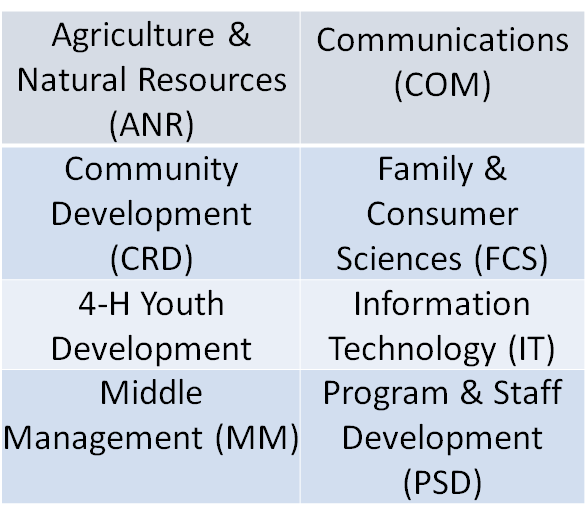 Agriculture &
Natural Resources
(ANR)
Communications
(COM)
Community
Development
(CRD)
Family &
Consumer
Sciences (FCS)
4-H Youth
Development
Information
Technology (IT)
Middle
Management (MM)
Program & Staff
Development
(PSD)